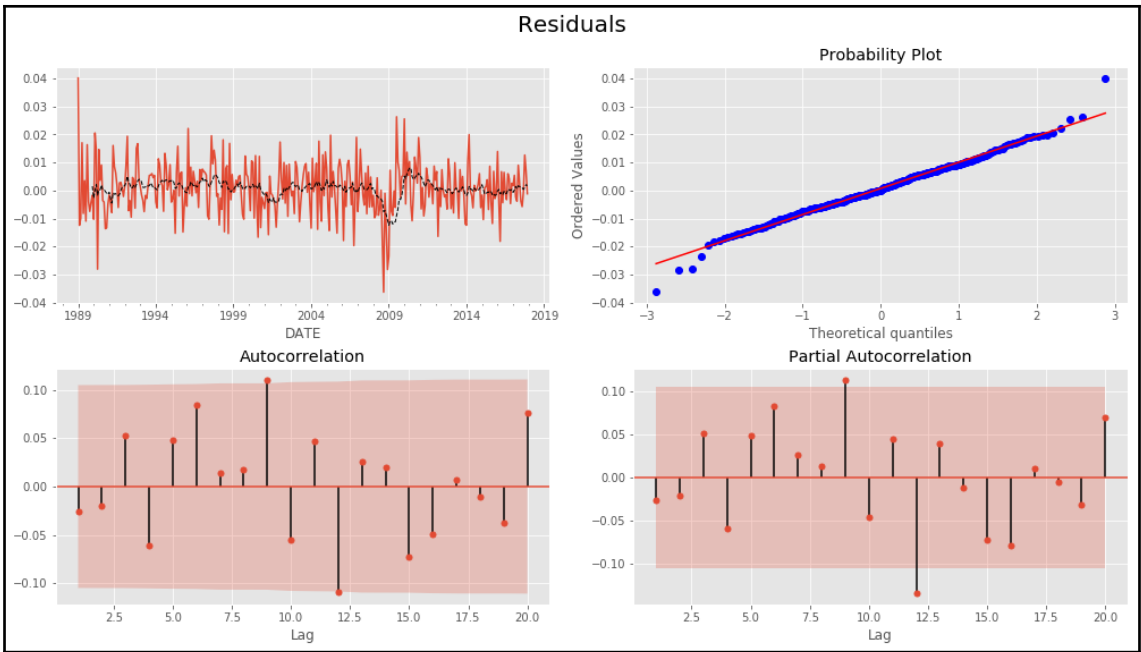 Residuals
0.04
0.03
0.02
0.01
0.00
−0.01
−0.02
−0.03
−0.04
1989 1994 1999 2004 2009 2014 2019
DATE
Probability Plot
Ordered Values
0.04
0.03
0.02
0.01
0.00
−0.01
−0.02
−0.03
−0.04
−3 −2 −1 0 1 2 3
Theoretical quantiles
Autocorrelation
0.10
0.05
0.00
−0.05
−0.10
2.5 5.0 7.5 10.0 12.5 15.0 17.5 20.0
Lag
Partial Autocorrelation
0.10
0.05
0.00
−0.05
−0.10
2.5 5.0 7.5 10.0 12.5 15.0 17.5 20.0
Lag